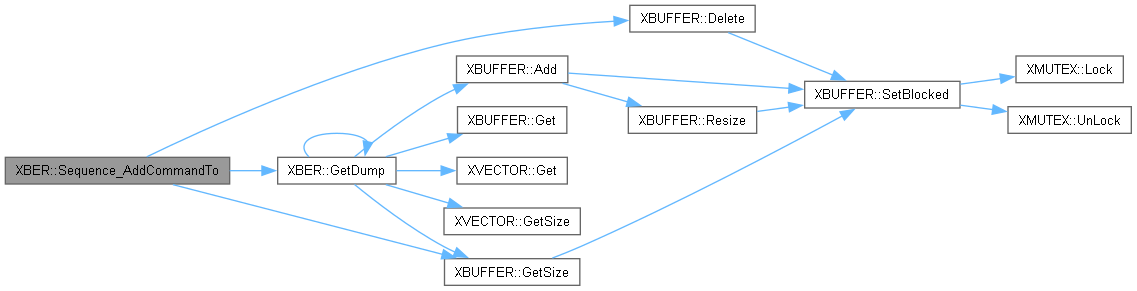 XBER::Sequence_AddCommandTo
XBER::GetDump
XBUFFER::Delete
XBUFFER::Add
XBUFFER::Get
XVECTOR::Get
XVECTOR::GetSize
XBUFFER::GetSize
XBUFFER::Resize
XBUFFER::SetBlocked
XMUTEX::Lock
XMUTEX::UnLock